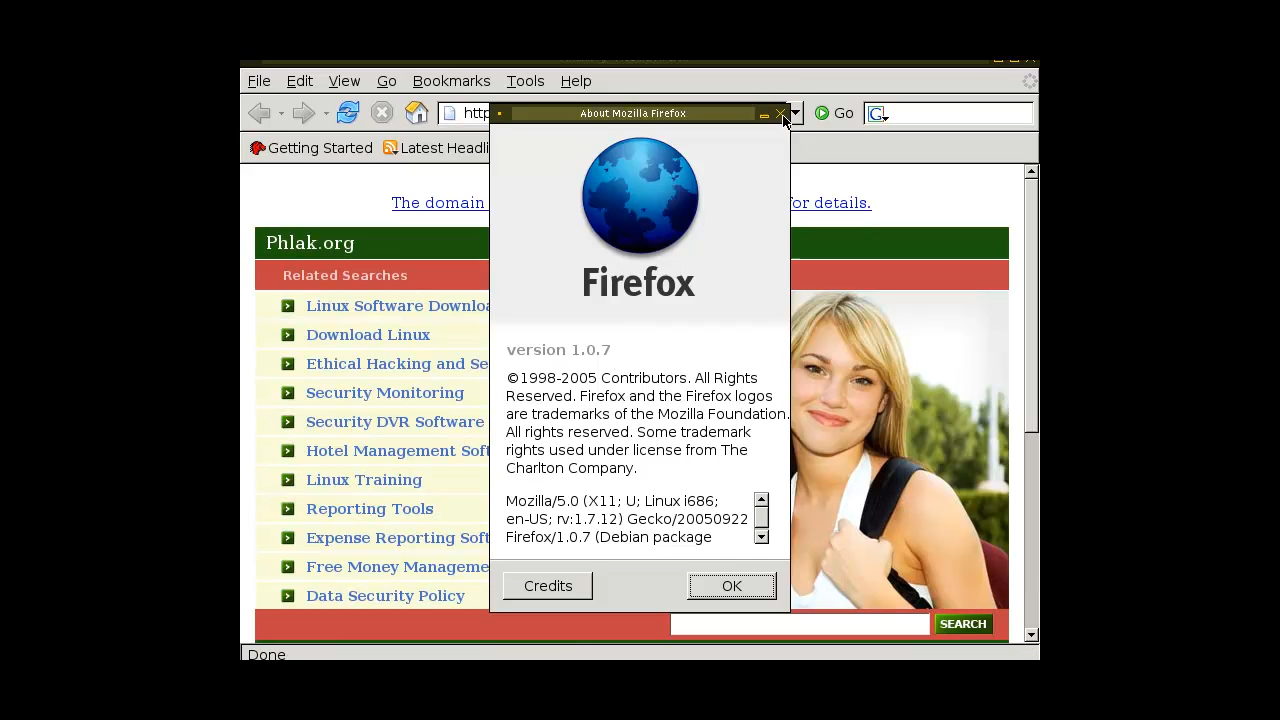 File Edit View Go Bookmarks Tools Help
http
Go
G
Getting Started Latest Headli
About Mozilla Firefox
The domain
for details.
Phlak.org
Related Searches
Linux Software Downloa
Download Linux
Ethical Hacking and Se
Security Monitoring
Security DVR Software
Hotel Management Soft
Linux Training
Reporting Tools
Expense Reporting Soft
Free Money Manageme
Data Security Policy
Firefox
version 1.0.7
©1998-2005 Contributors. All Rights
Reserved. Firefox and the Firefox logos
are trademarks of the Mozilla Foundation.
All rights reserved. Some trademark
rights used under license from The
Charlton Company.
Mozilla/5.0 (X11; U; Linux i686;
en-US; rv:1.7.12) Gecko/20050922
Firefox/1.0.7 (Debian package
Credits OK
SEARCH
Done